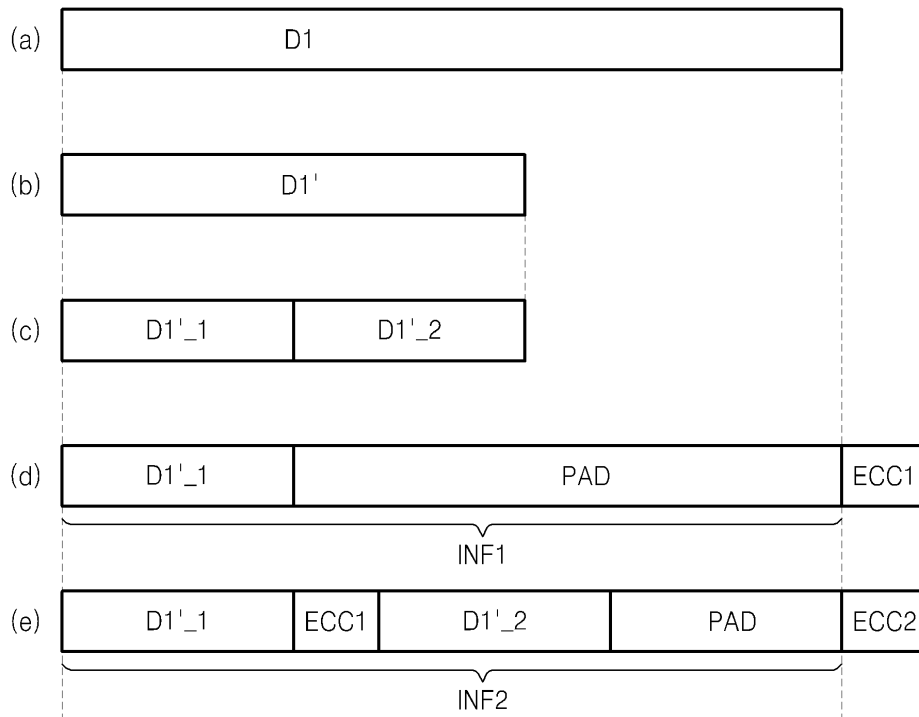 (a) D1
(b) D1'
(c) D1'_1 D1'_2
(d) D1'_1 PAD ECC1
INF1
(e) D1'_1 ECC1 D1'_2 PAD ECC2
INF2